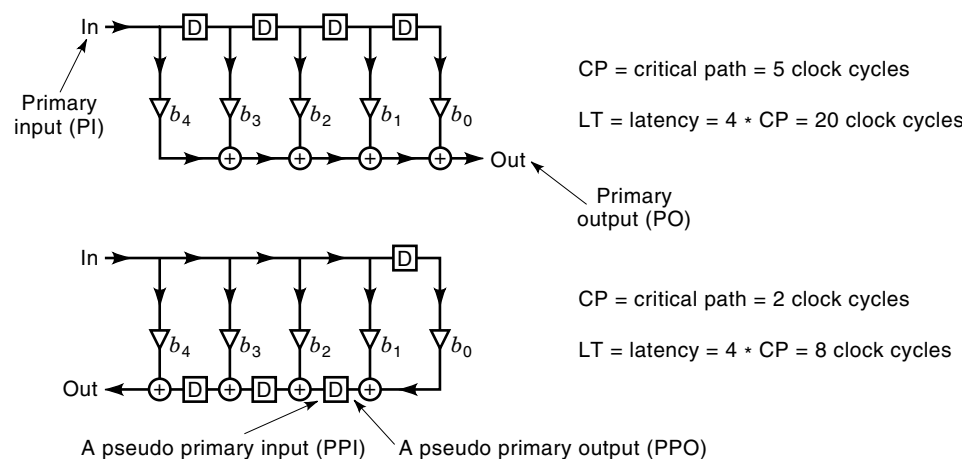 In D D D D
CP = critical path = 5 clock cycles
Primary
input (PI)
b4 b3 b2 b1 b0
LT = latency = 4 * CP = 20 clock cycles
+ + + + Out
Primary
output (PO)
In D
CP = critical path = 2 clock cycles
b4 b3 b2 b1 b0
LT = latency = 4 * CP = 8 clock cycles
Out + D + D + D +
A pseudo primary input (PPI) A pseudo primary output (PPO)